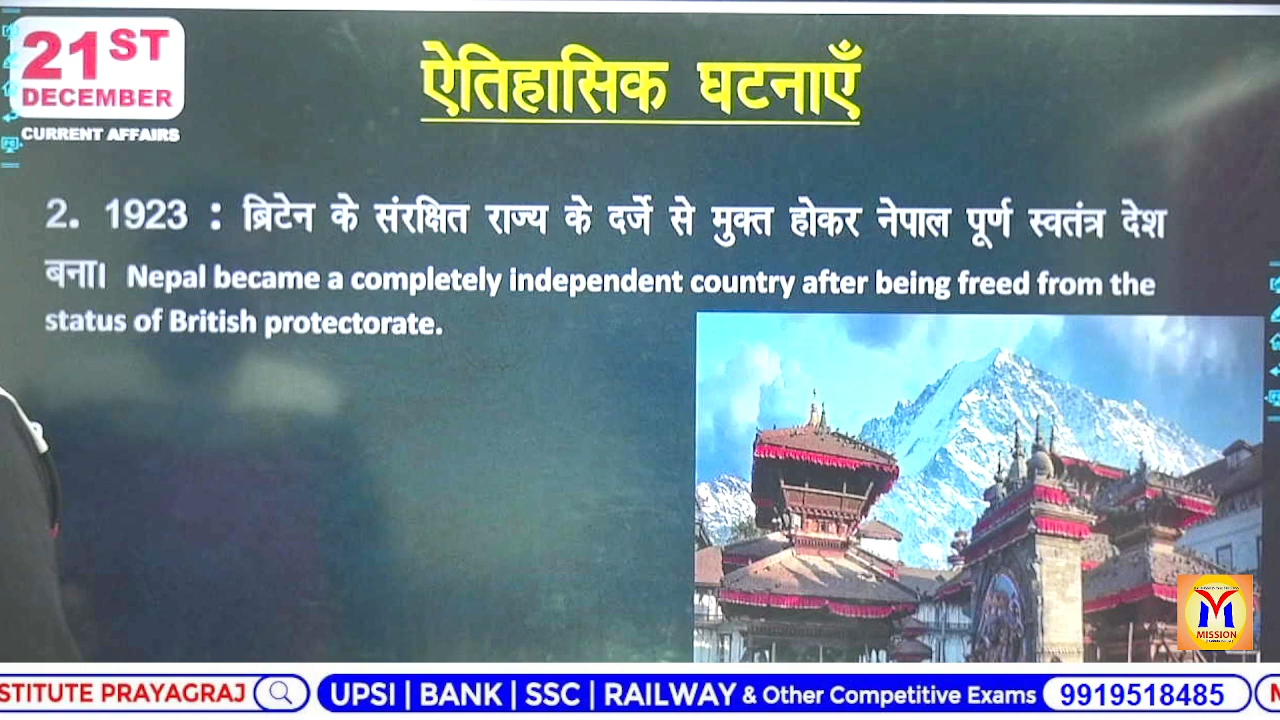 21ST
DECEMBER
CURRENT AFFAIRS
ऐतिहासिक घटनाएँ
2. 1923 : ब्रिटेन के संरक्षित राज्य के दर्जे से मुक्त होकर नेपाल पूर्ण स्वतंत्र देश
बना। Nepal became a completely independent country after being freed from the
status of British protectorate.
MISSION
STITUTE PRAYAGRAJ
UPSI | BANK | SSC | RAILWAY & Other Competitive Exams
9919518485